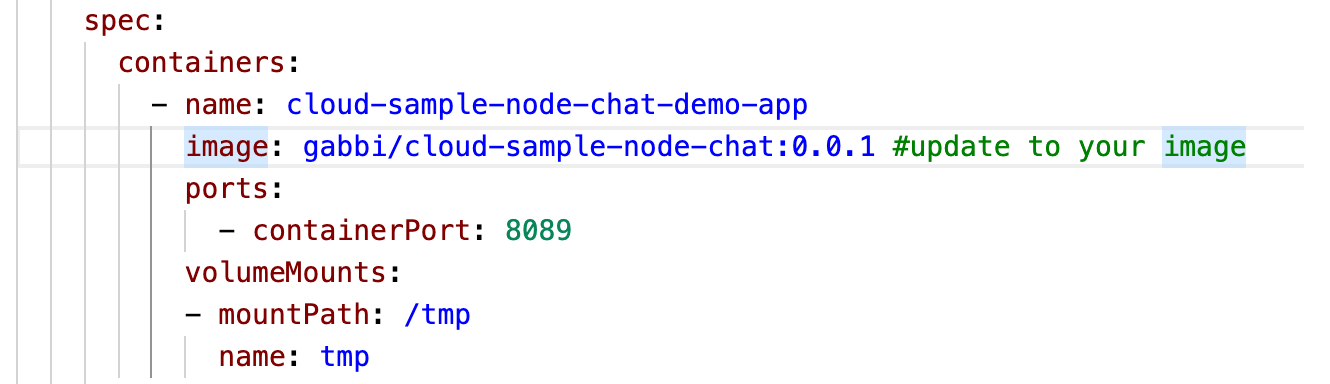 spec:
containers:
- name: cloud-sample-node-chat-demo-app
image: gabbi/cloud-sample-node-chat:0.0.1 #update to your image
ports:
- containerPort: 8089
volumeMounts:
- mountPath: /tmp
name: tmp